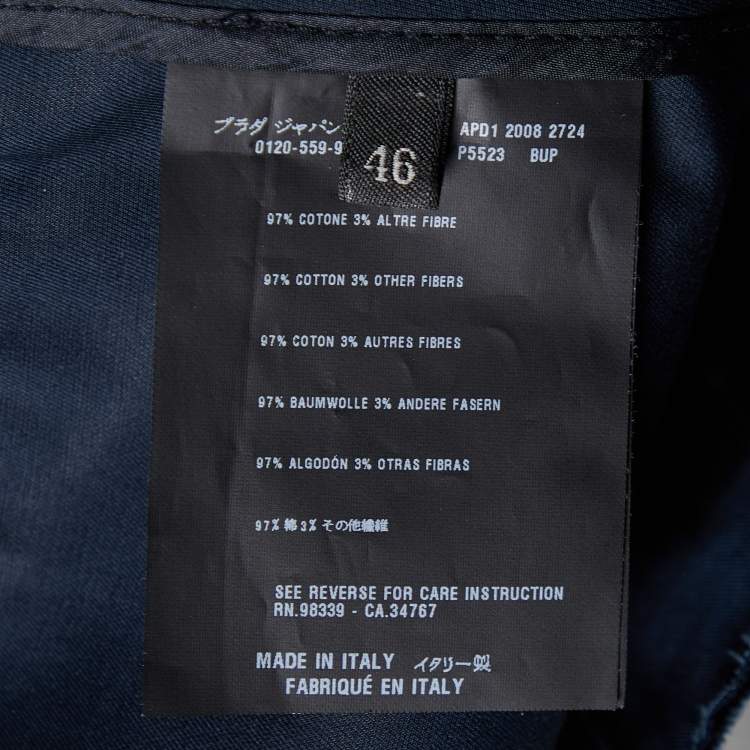 プラダ ジャパン APD1 2008 2724
0120-559-9 P5523 BUP
46
97% COTONE 3% ALTRE FIBRE
97% COTTON 3% OTHER FIBERS
97% COTON 3% AUTRES FIBRES
97% BAUMWOLLE 3% ANDERE FASERN
97% ALGODÓN 3% OTRAS FIBRAS
97% 綿 3% その他繊維
SEE REVERSE FOR CARE INSTRUCTION
RN.98339 - CA.34767
MADE IN ITALY イタリー製
FABRIQUÉ EN ITALY